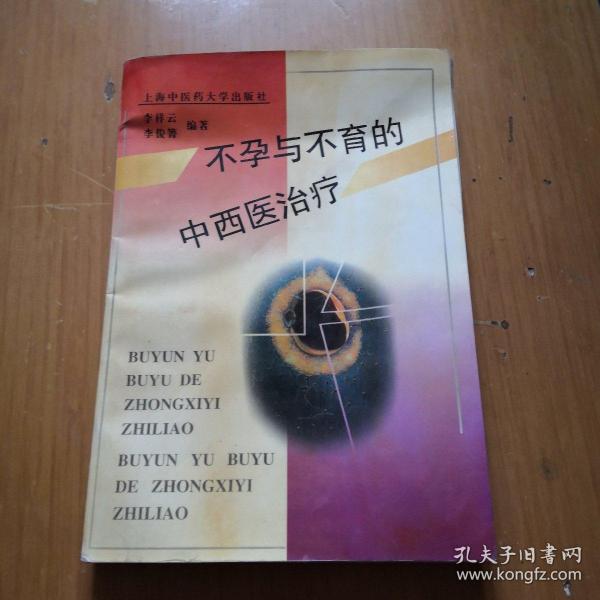 上海中医药大学出版社
李祥云
李俊箐 编著
不孕与不育的
中西医治疗
BUYUN YU
BUYU DE
ZHONGXIYI
ZHILIAO
BUYUN YU BUYU
DE ZHONGXIYI
ZHILIAO
孔夫子旧书网
www.kongfz.com